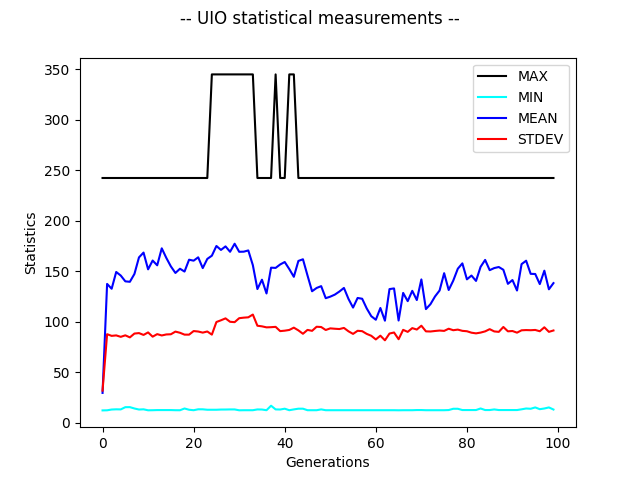 -- UIO statistical measurements --
350
300
250
200
150
100
50
0
Statistics
MAX
MIN
MEAN
STDEV
0 20 40 60 80 100
Generations